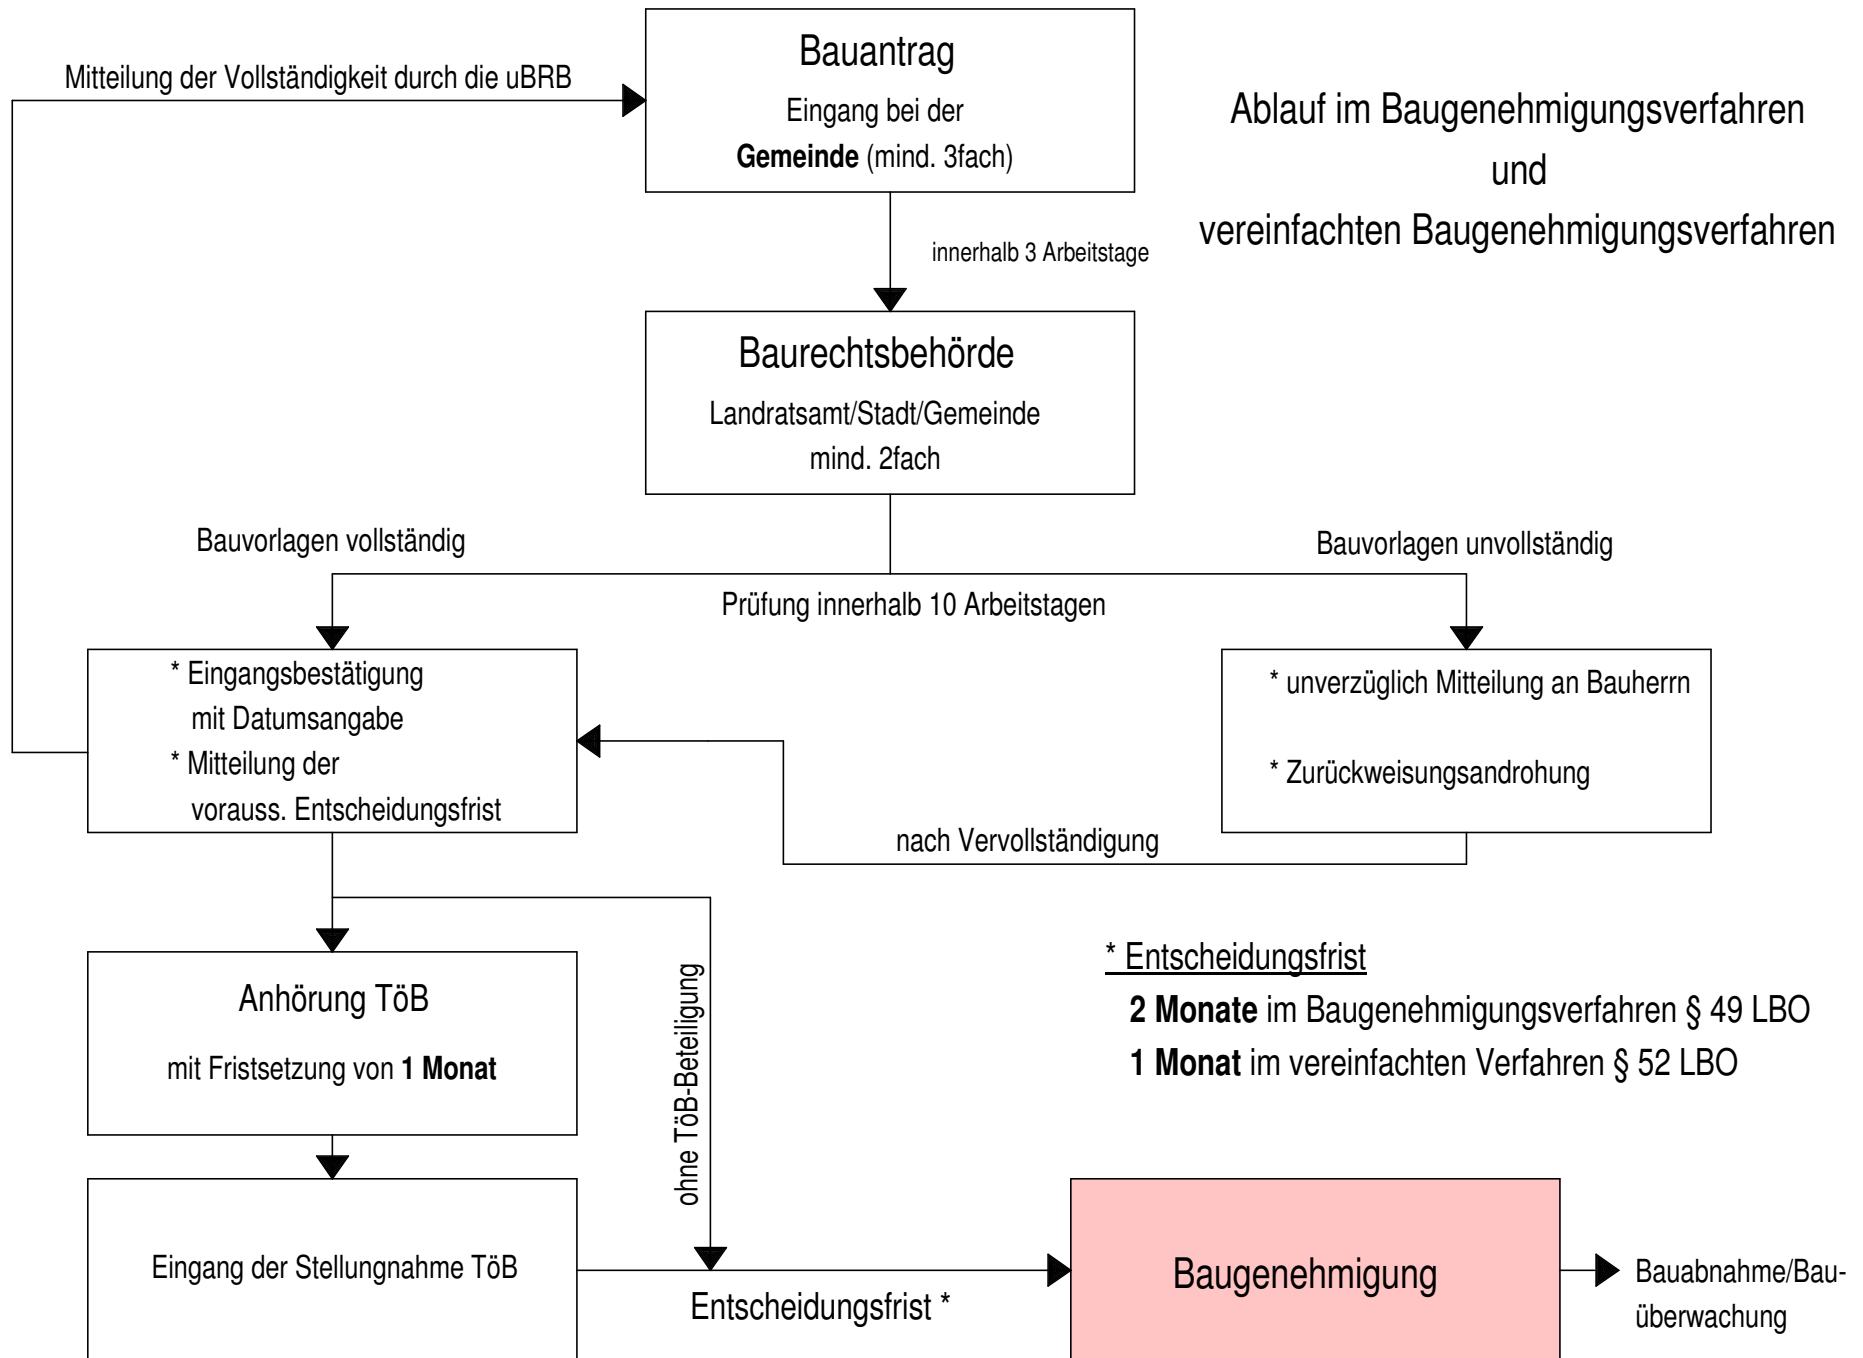 Mitteilung der Vollständigkeit durch die uBRB
Bauantrag
Eingang bei der
Gemeinde (mind. 3fach)
Ablauf im Baugenehmigungsverfahren
und
vereinfachten Baugenehmigungsverfahren
innerhalb 3 Arbeitstage
Baurechtsbehörde
Landratsamt/Stadt/Gemeinde
mind. 2fach
Bauvorlagen vollständig
Bauvorlagen unvollständig
Prüfung innerhalb 10 Arbeitstagen
* Eingangsbestätigung
mit Datumsangabe
* Mitteilung der
vorauss. Entscheidungsfrist
* unverzüglich Mitteilung an Bauherrn
* Zurückweisungsandrohung
nach Vervollständigung
Anhörung TöB
mit Fristsetzung von 1 Monat
ohne TöB-Beteiligung
* Entscheidungsfrist
2 Monate im Baugenehmigungsverfahren § 49 LBO
1 Monat im vereinfachten Verfahren § 52 LBO
Eingang der Stellungnahme TöB
Entscheidungsfrist *
Baugenehmigung
Bauabnahme/Bau-
überwachung